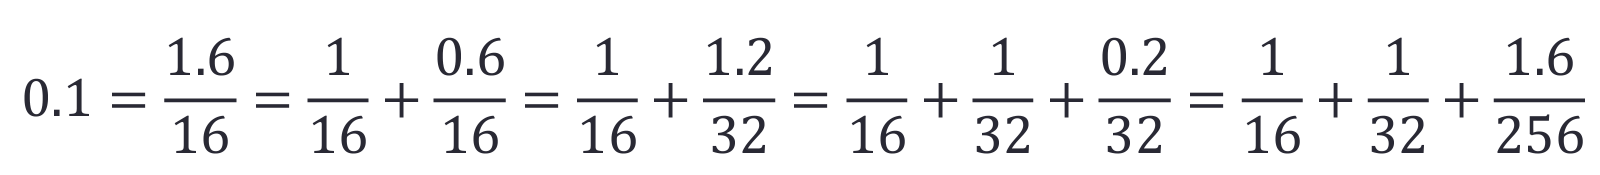 0.1 = 1.6/16 = 1/16 + 0.6/16 = 1/16 + 1.2/32 = 1/16 + 1/32 + 0.2/32 = 1/16 + 1/32 + 1.6/256